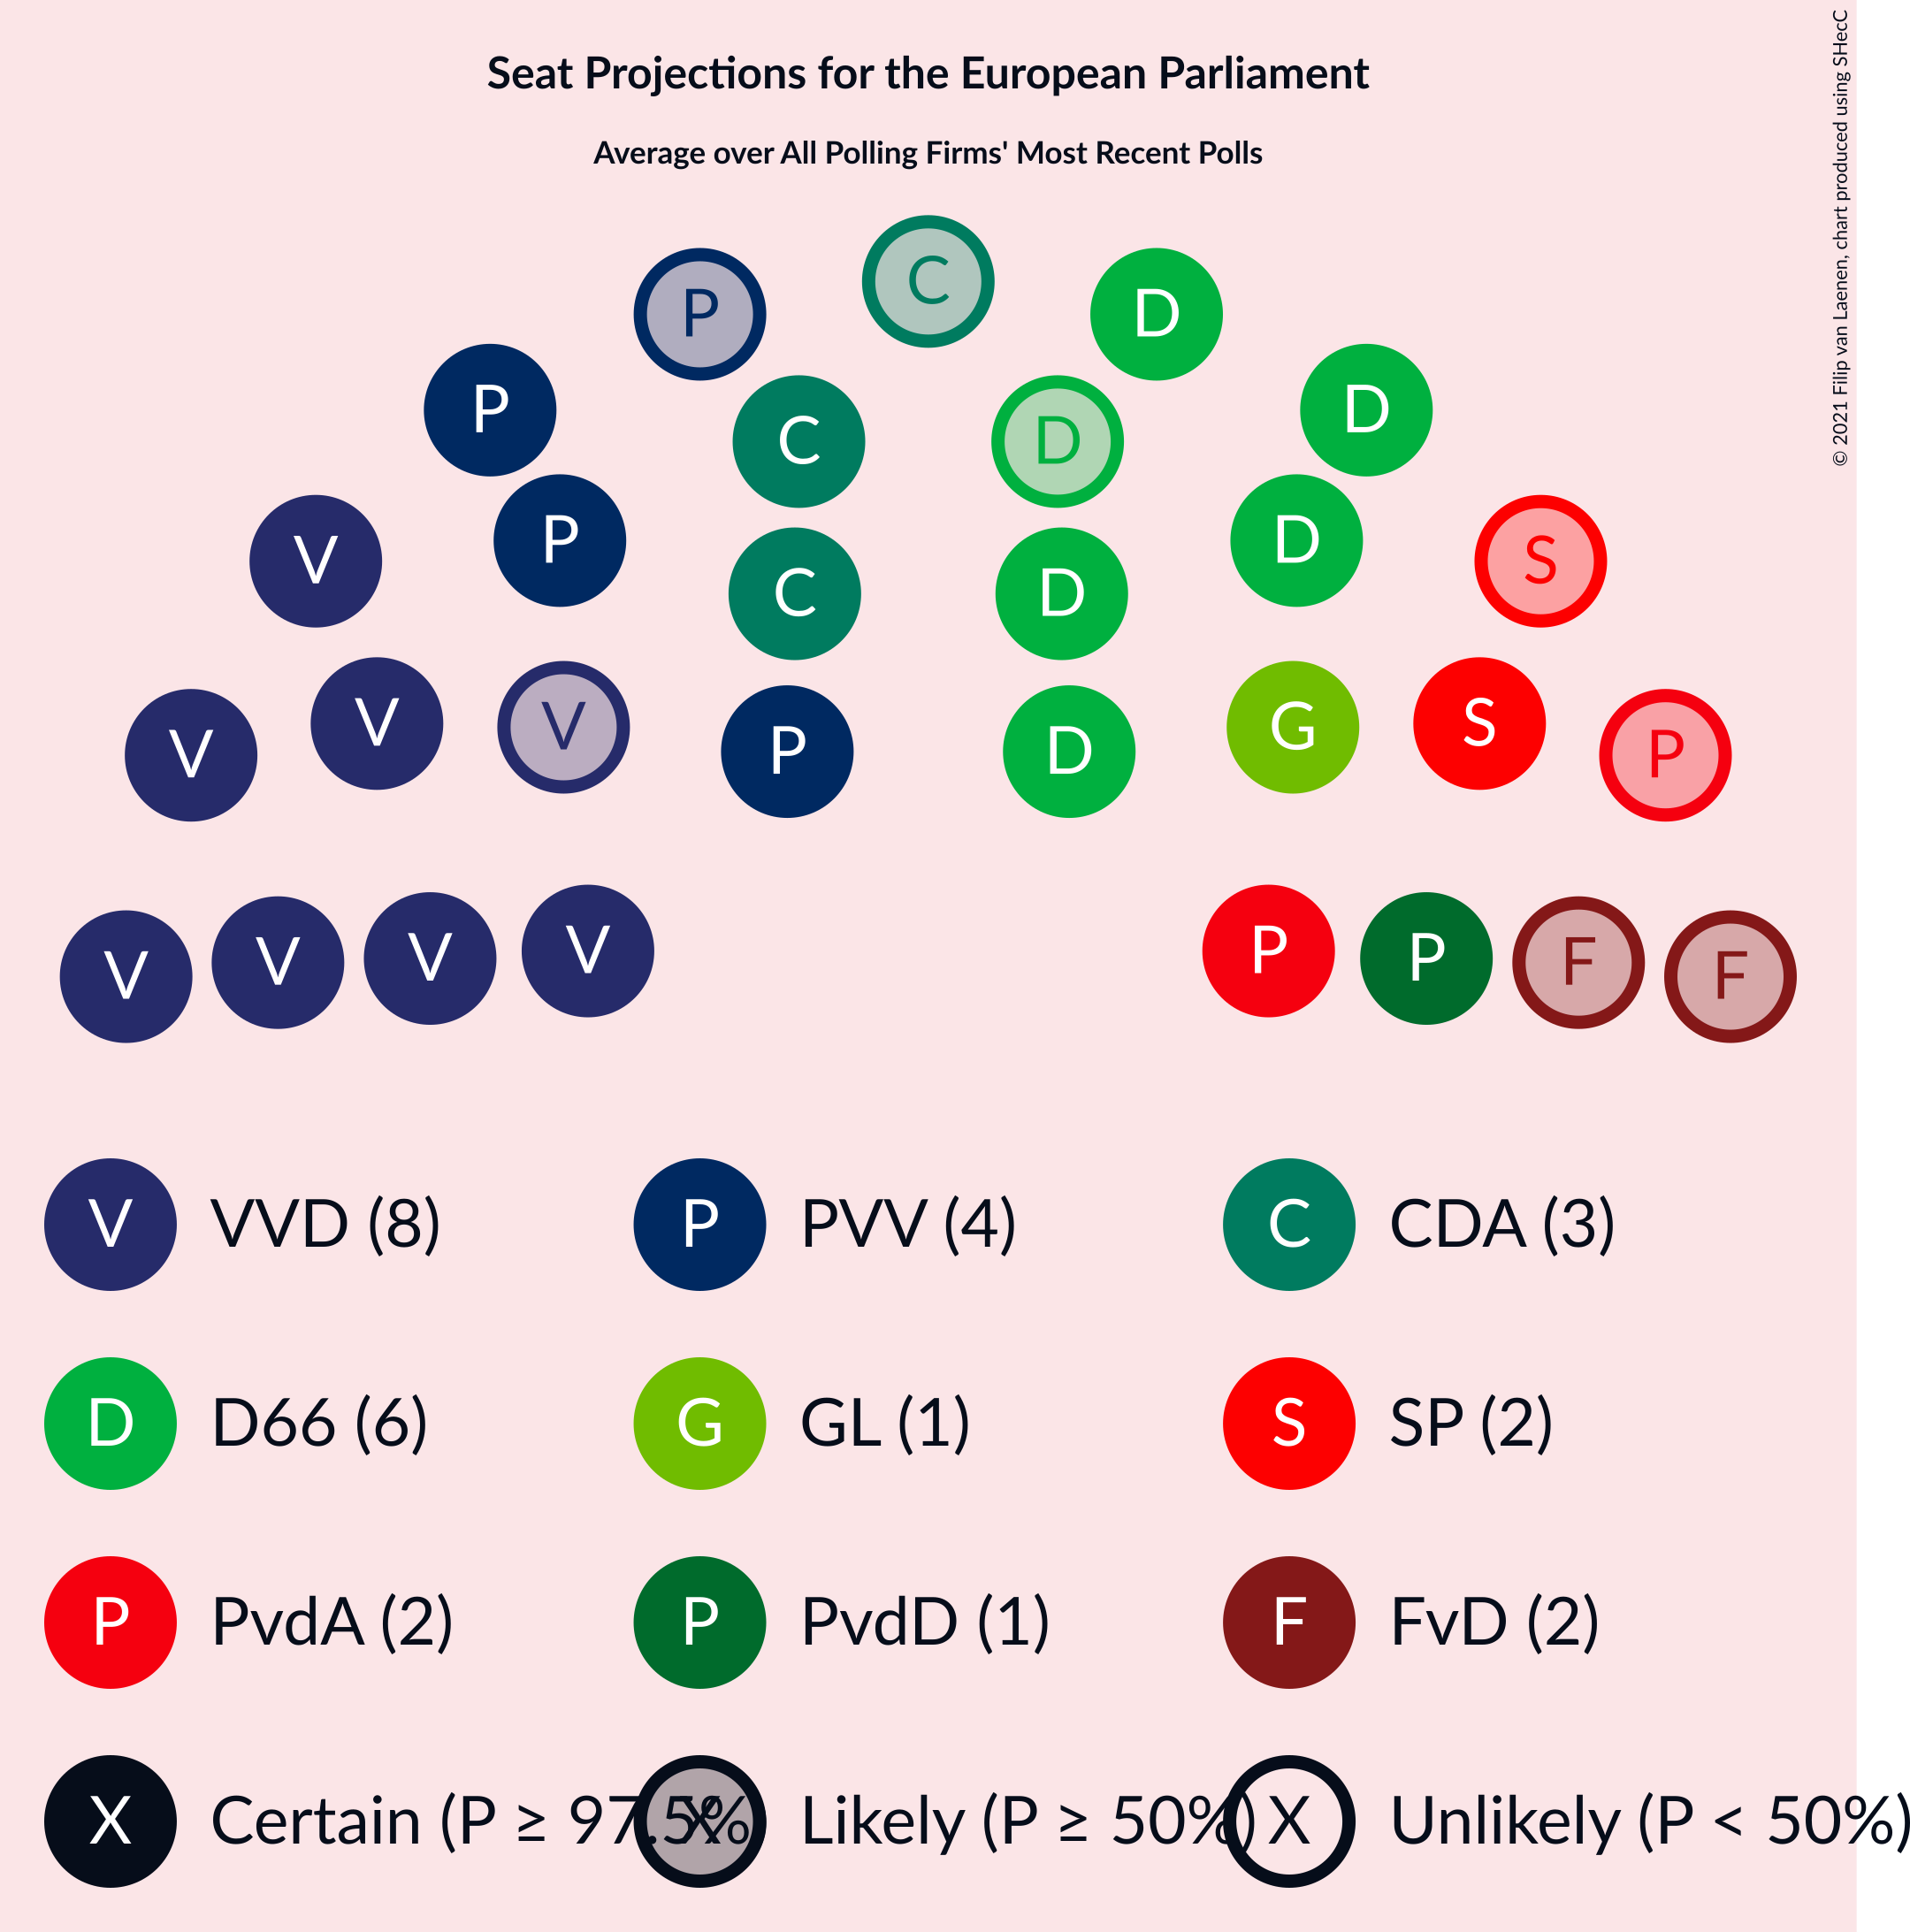 Seat Projections for the European Parliament
Average over All Polling Firms' Most Recent Polls
© 2021 Filip van Laenen, chart produced using SHecC
C
P D
P D
C D
P D
V S
C D
V G
V S
P D
V P
V P
V P
V F
V F
V VVD (8) P PVV (4) C CDA (3)
D D66 (6) G GL (1) S SP (2)
P PvdA (2) P PvdD (1) F FvD (2)
X Certain (P ≥ 97.5%) X Likely (P ≥ 50%) X Unlikely (P < 50%)